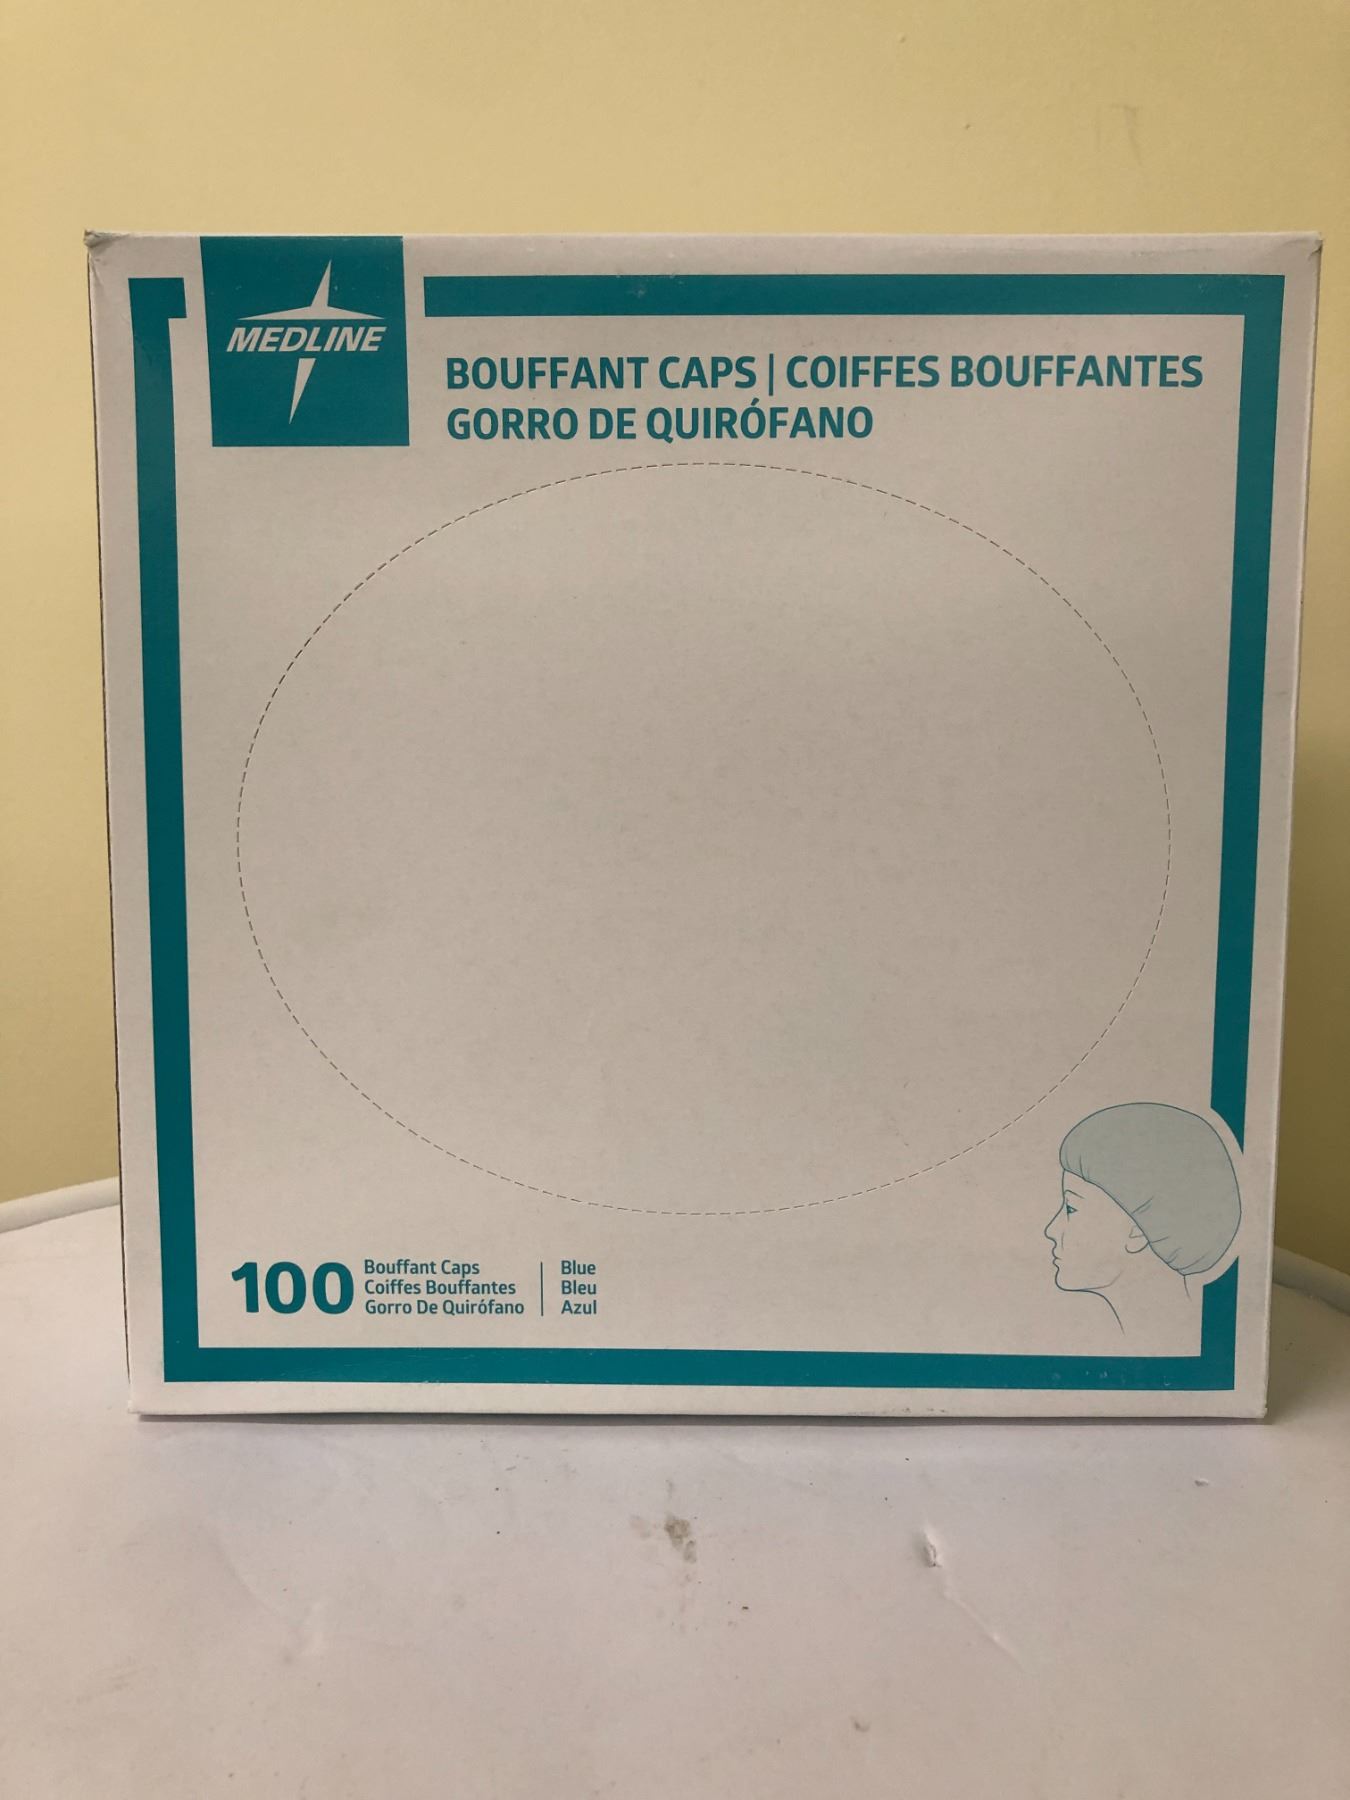 MEDLINE
BOUFFANT CAPS | COIFFES BOUFFANTES
GORRO DE QUIRÓFANO
100
Bouffant Caps
Coiffes Bouffantes
Gorro De Quirófano
Blue
Bleu
Azul